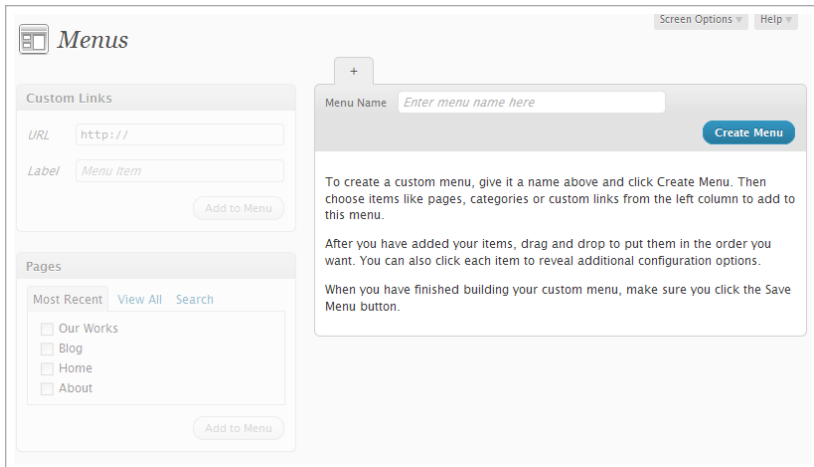 Screen Options Help
Menus
+
Custom Links
URL http://
Label Menu Item
Add to Menu
Pages
Most Recent View All Search
Our Works
Blog
Home
About
Add to Menu
Menu Name Enter menu name here
Create Menu
To create a custom menu, give it a name above and click Create Menu. Then
choose items like pages, categories or custom links from the left column to add to
this menu.
After you have added your items, drag and drop to put them in the order you
want. You can also click each item to reveal additional configuration options.
When you have finished building your custom menu, make sure you click the Save
Menu button.